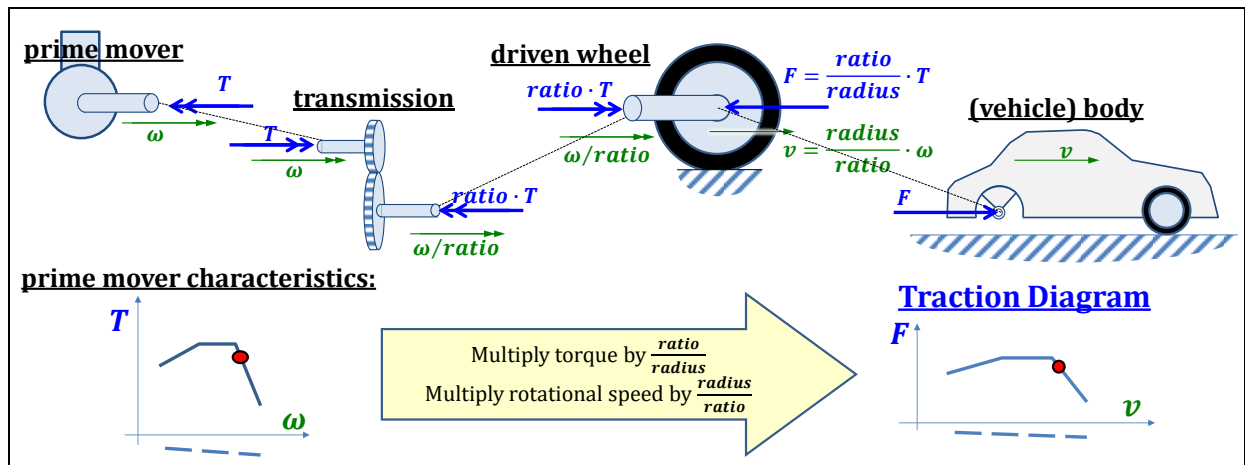 prime mover
T
ω
transmission
T
ω
ratio · T
ω/ratio
driven wheel
ratio · T
ω/ratio
F = ratio/radius · T
v = radius/ratio · ω
(vehicle) body
v
F
prime mover characteristics:
T
ω
Multiply torque by ratio/radius
Multiply rotational speed by radius/ratio
Traction Diagram
F
v